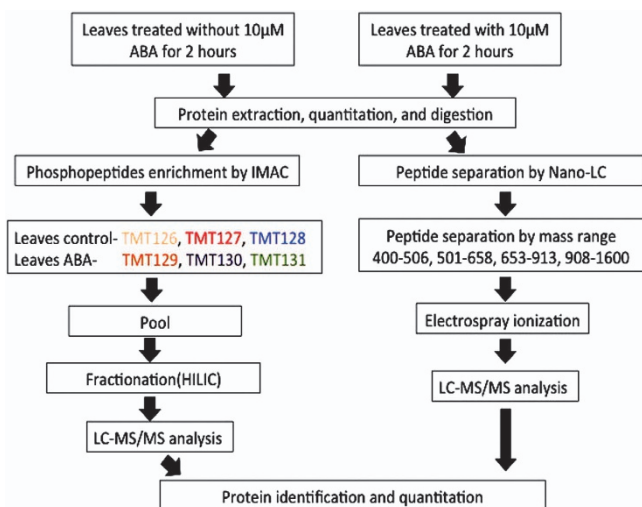 Leaves treated without 10μM
ABA for 2 hours
Leaves treated with 10μM
ABA for 2 hours
Protein extraction, quantitation, and digestion
Phosphopeptides enrichment by IMAC
Peptide separation by Nano-LC
Leaves control- TMT126, TMT127, TMT128
Leaves ABA- TMT129, TMT130, TMT131
Peptide separation by mass range
400-506, 501-658, 653-913, 908-1600
Pool
Electrospray ionization
Fractionation(HILIC)
LC-MS/MS analysis
LC-MS/MS analysis
Protein identification and quantitation